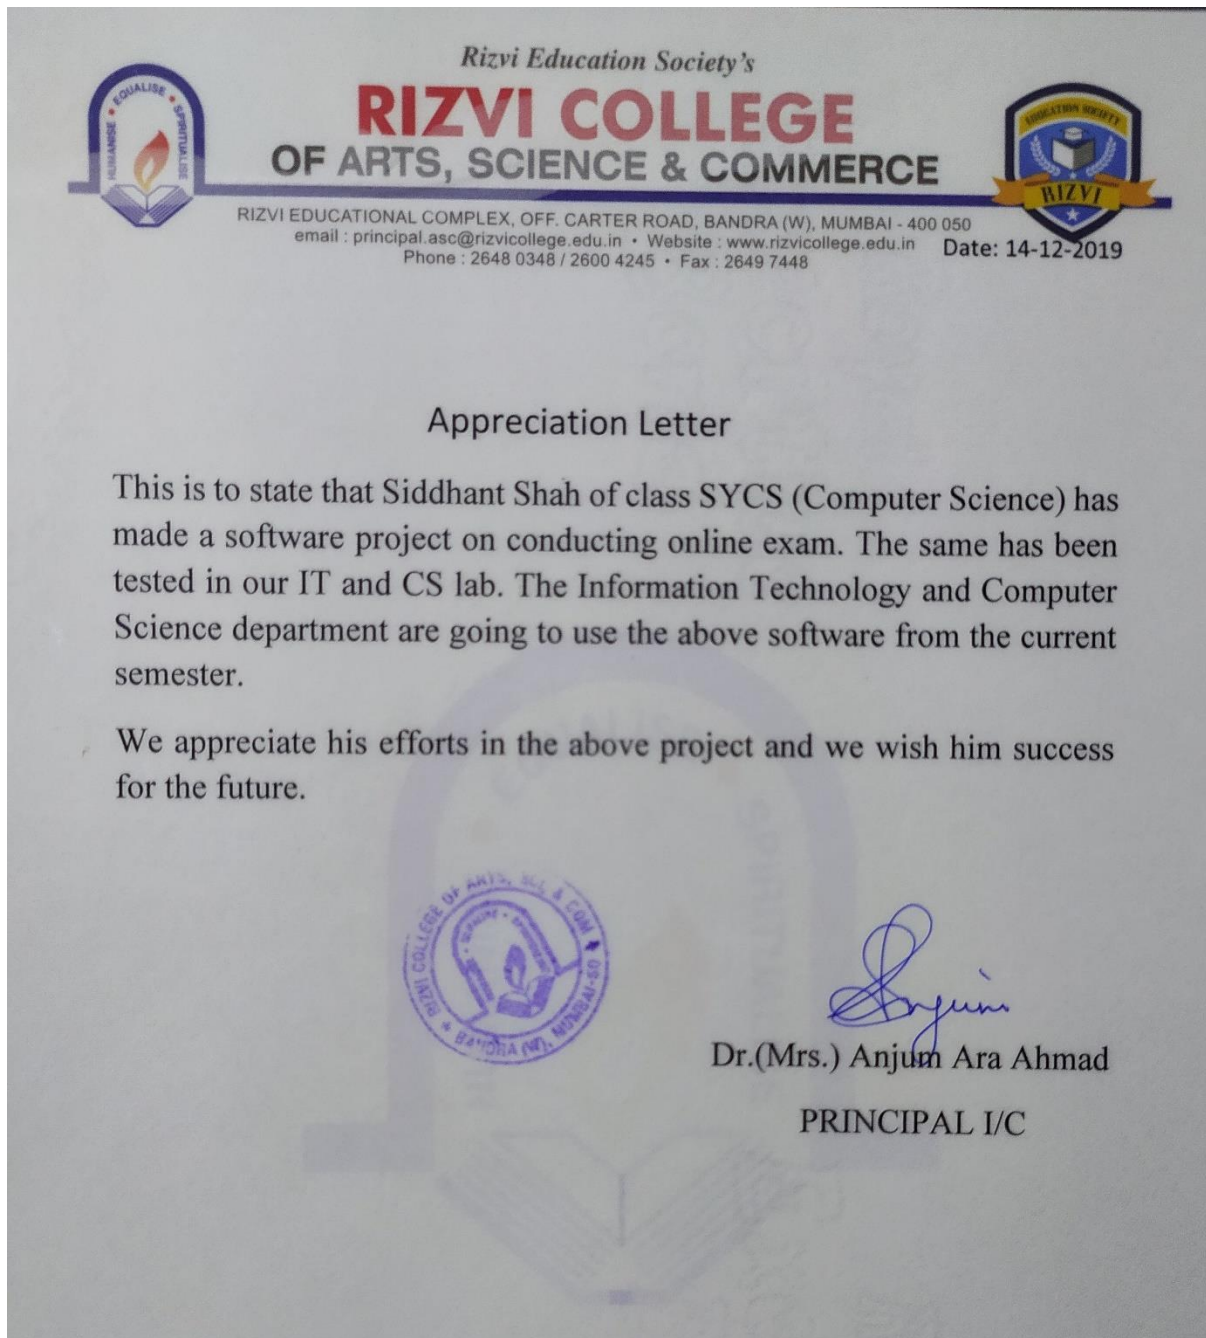 Rizvi Education Society's
RIZVI COLLEGE
OF ARTS, SCIENCE & COMMERCE
HUMANISE • EQUALISE • SPIRITUALISE
EDUCATION SOCIETY
RIZVI
RIZVI EDUCATIONAL COMPLEX, OFF. CARTER ROAD, BANDRA (W), MUMBAI - 400 050
email : principal.asc@rizvicollege.edu.in • Website : www.rizvicollege.edu.in
Date: 14-12-2019
Phone : 2648 0348 / 2600 4245 • Fax : 2649 7448
Appreciation Letter
This is to state that Siddhant Shah of class SYCS (Computer Science) has
made a software project on conducting online exam. The same has been
tested in our IT and CS lab. The Information Technology and Computer
Science department are going to use the above software from the current
semester.
We appreciate his efforts in the above project and we wish him success
for the future.
RIZVI COLLEGE OF ARTS, SCI. & COM
BANDRA (W), MUMBAI-50
Anjum
Dr.(Mrs.) Anjum Ara Ahmad
PRINCIPAL I/C